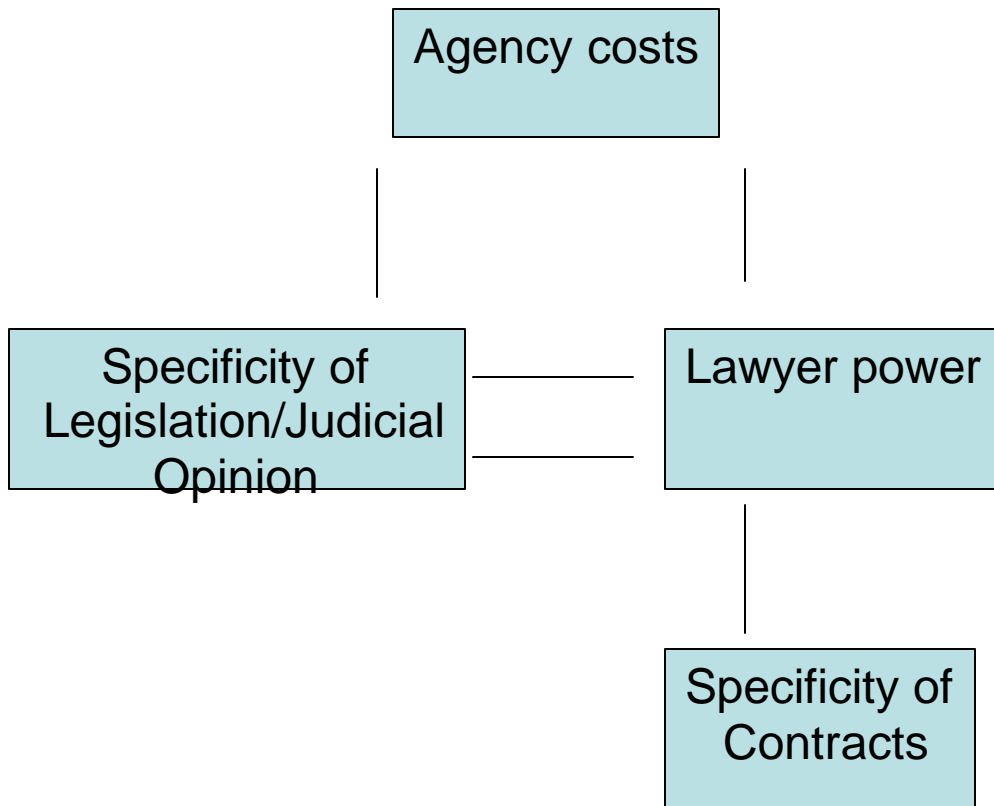 Agency costs
Specificity of
Legislation/Judicial
Opinion
Lawyer power
Specificity of
Contracts